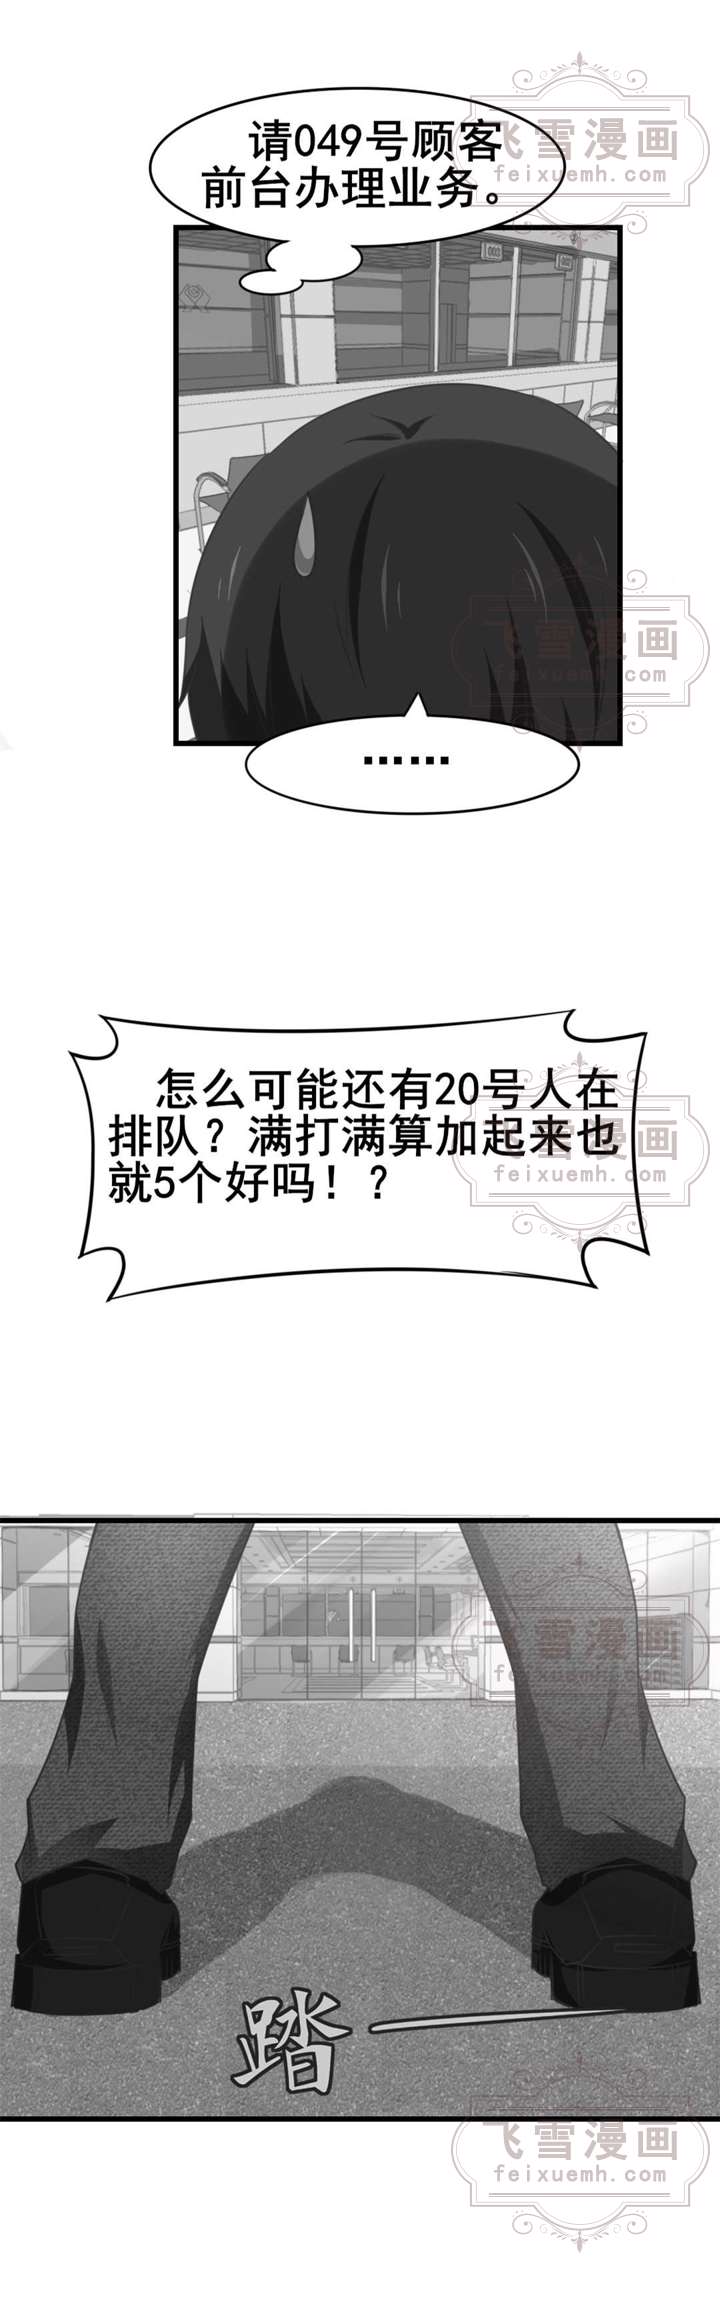 飞雪漫画
feixuemh.com
请049号顾客
前台办理业务。
003
飞雪漫画
feixuemh.com
……
怎么可能还有20号人在
排队？满打满算加起来也
就5个好吗！？
飞雪漫画
feixuemh.com
飞雪漫画
feixuemh.com
踏
飞雪漫画
feixuemh.com